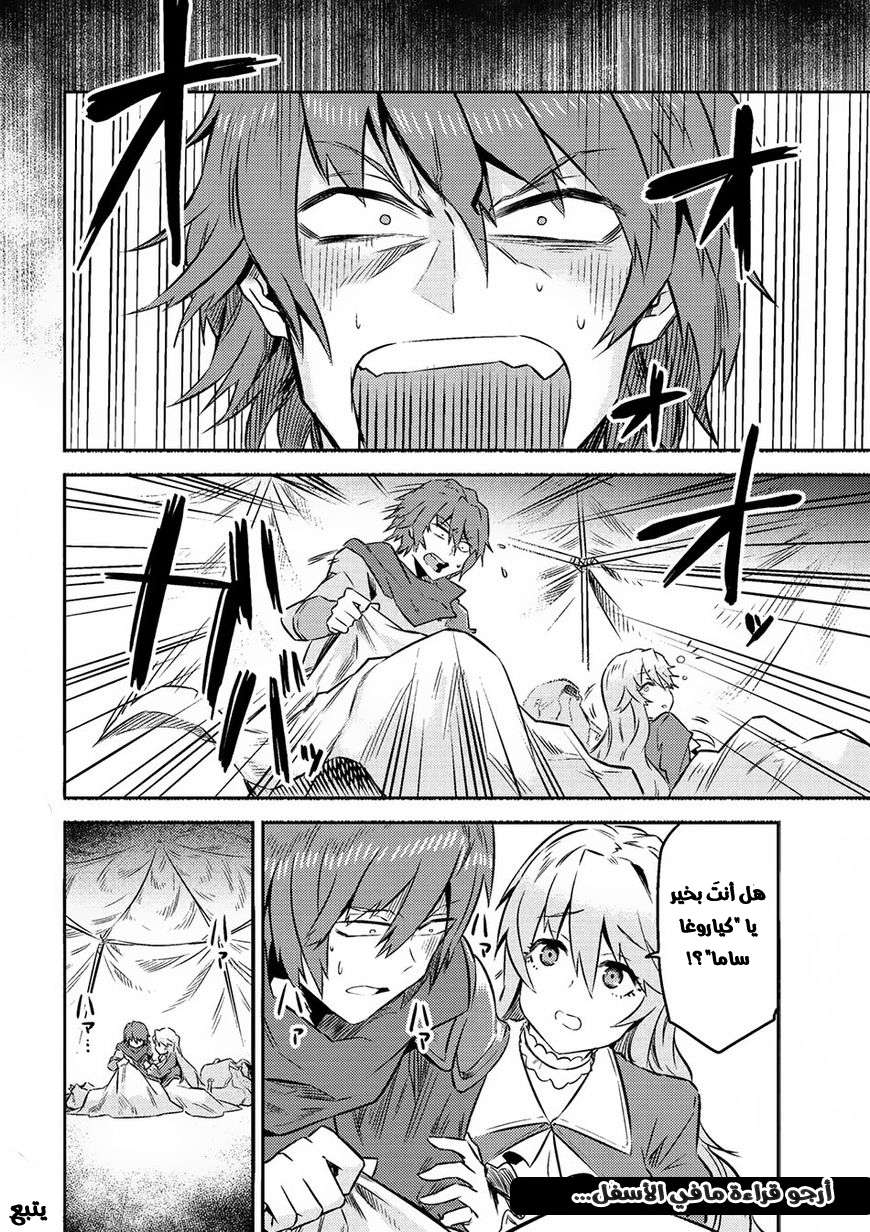 オオオ
オ
ガバッ
هل أنتَ بخير
يا "كياروغا
ساما"؟!
ハァ
ハァ
ハァ
ハァ…
أرجو قراءة مافي الأسفل...
يتبع